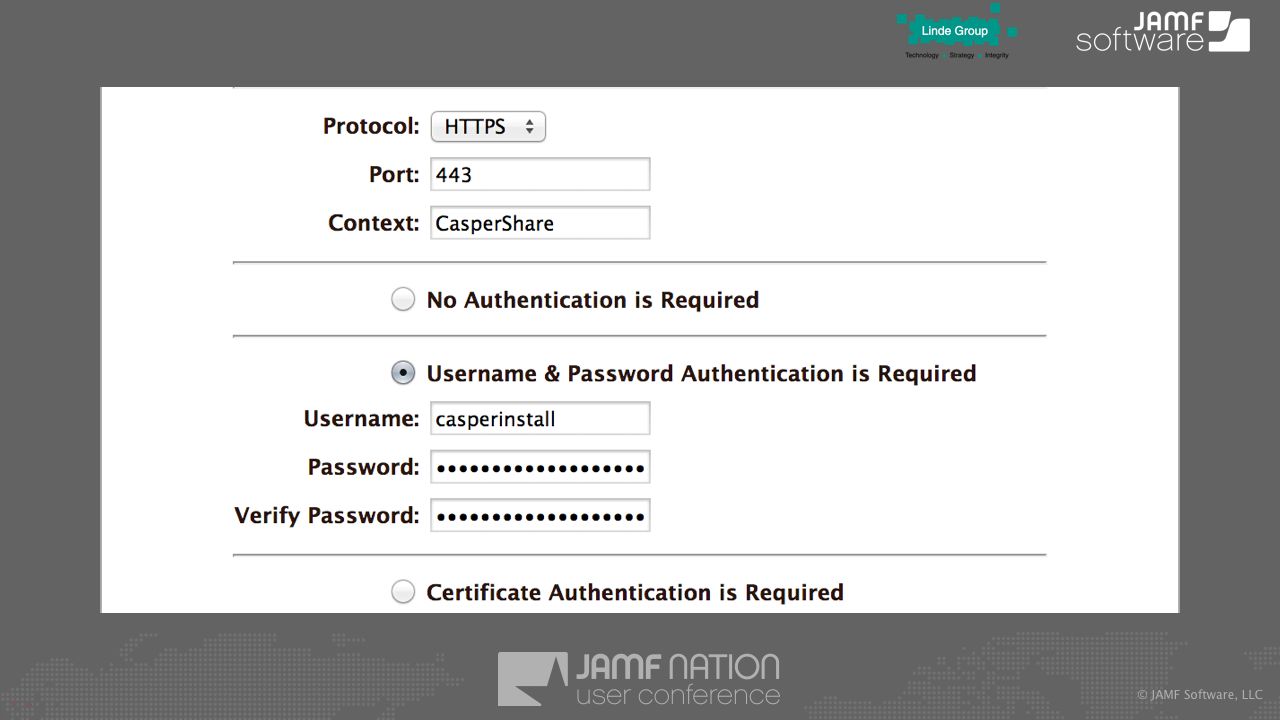 Linde Group
Technology Strategy Integrity
JAMF
software
Protocol: HTTPS
Port: 443
Context: CasperShare
No Authentication is Required
Username & Password Authentication is Required
Username: casperinstall
Password: •••••••••••••••••••
Verify Password: •••••••••••••••••••
Certificate Authentication is Required
JAMF NATION
user conference
© JAMF Software, LLC